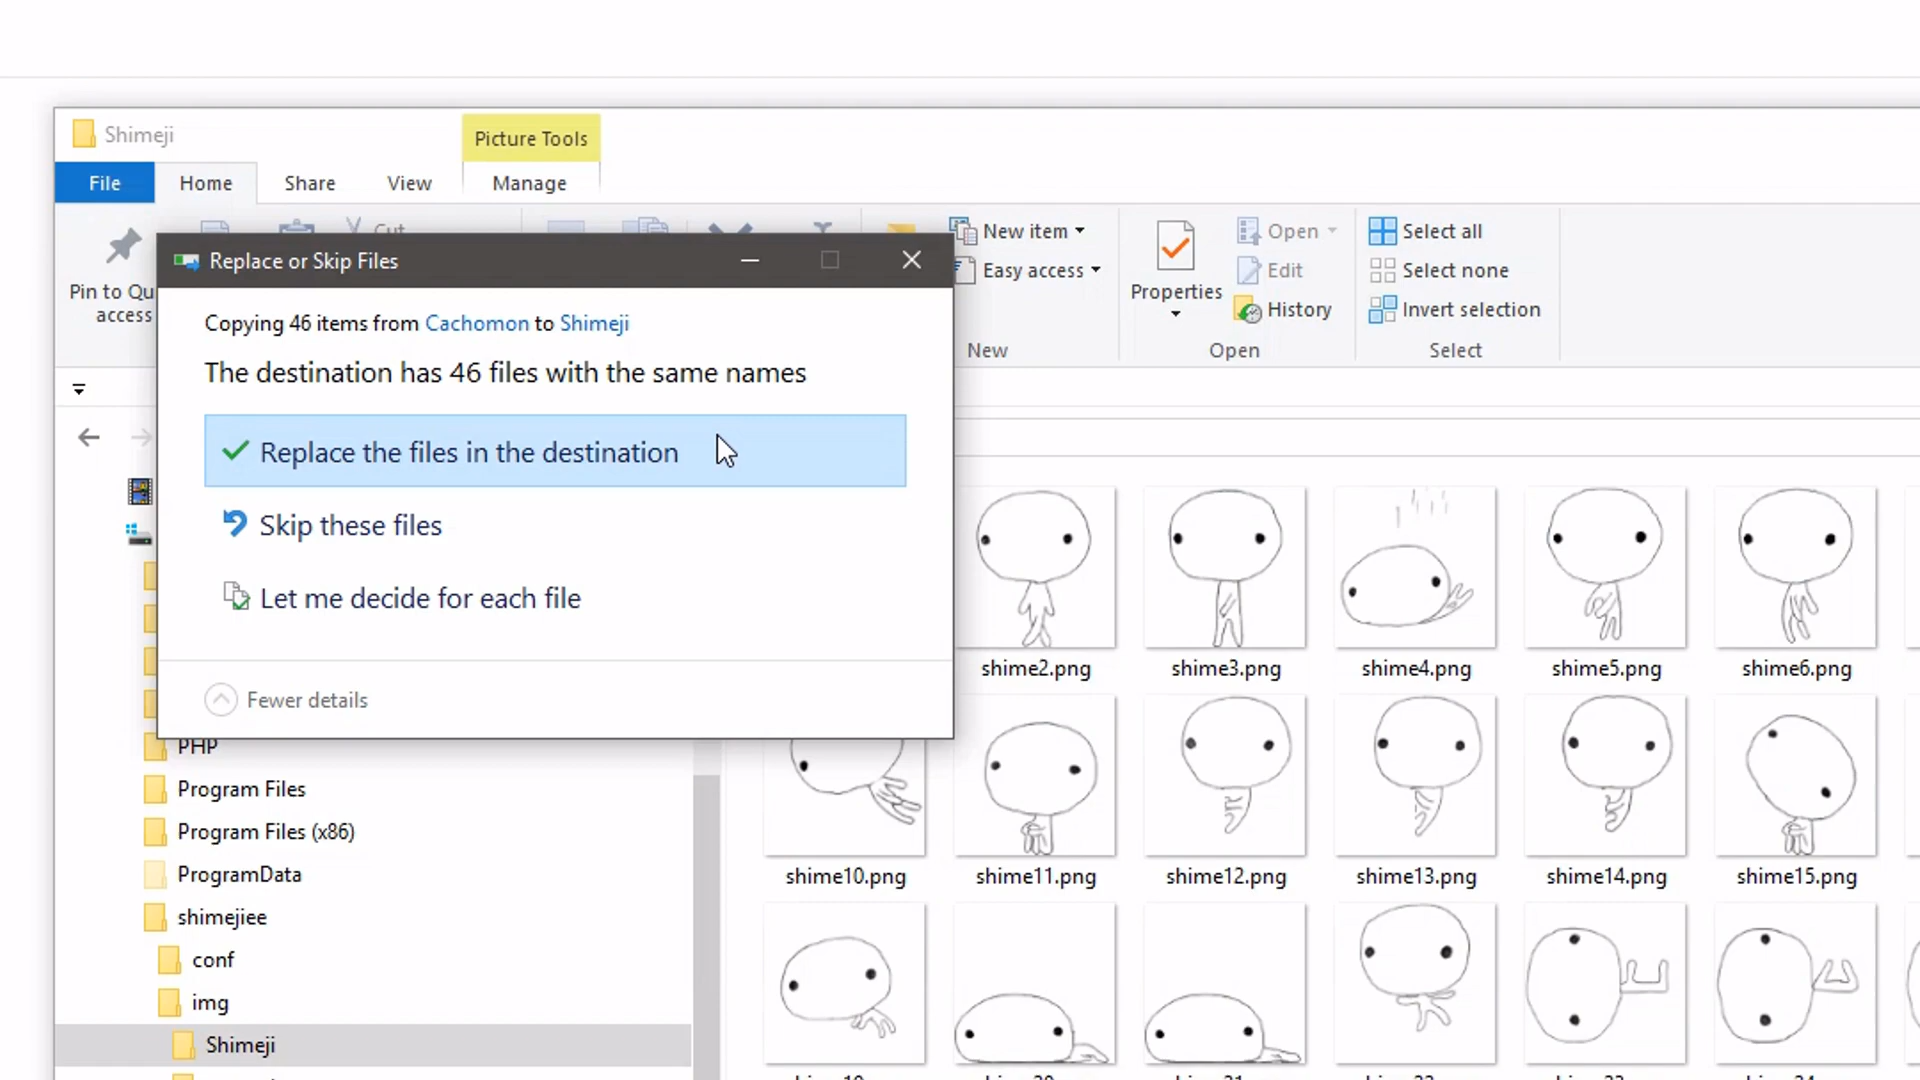 Shimeji
Picture Tools
File
Home
Share
View
Manage
Cut
Pin to Qu
access
New item
Easy access
New
Properties
Open
Edit
History
Open
Select all
Select none
Invert selection
Select
Replace or Skip Files
Copying 46 items from Cachomon to Shimeji
The destination has 46 files with the same names
Replace the files in the destination
Skip these files
Let me decide for each file
Fewer details
PHP
Program Files
Program Files (x86)
ProgramData
shimejiee
conf
img
Shimeji
shime2.png
shime3.png
shime4.png
shime5.png
shime6.png
shime10.png
shime11.png
shime12.png
shime13.png
shime14.png
shime15.png